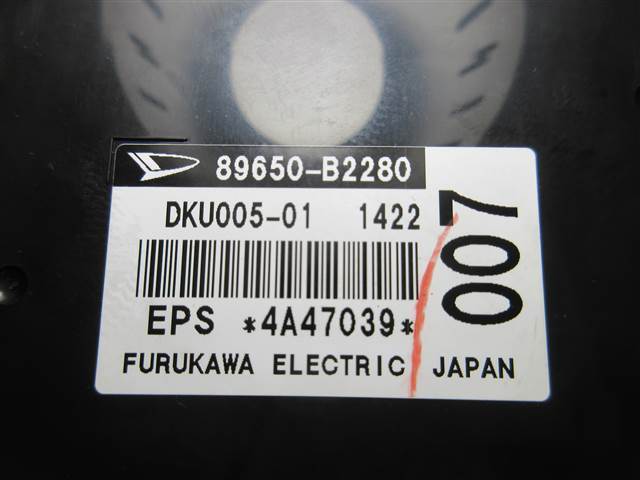 89650-B2280
DKU005-01 1422
007
EPS *4A47039*
FURUKAWA ELECTRIC JAPAN